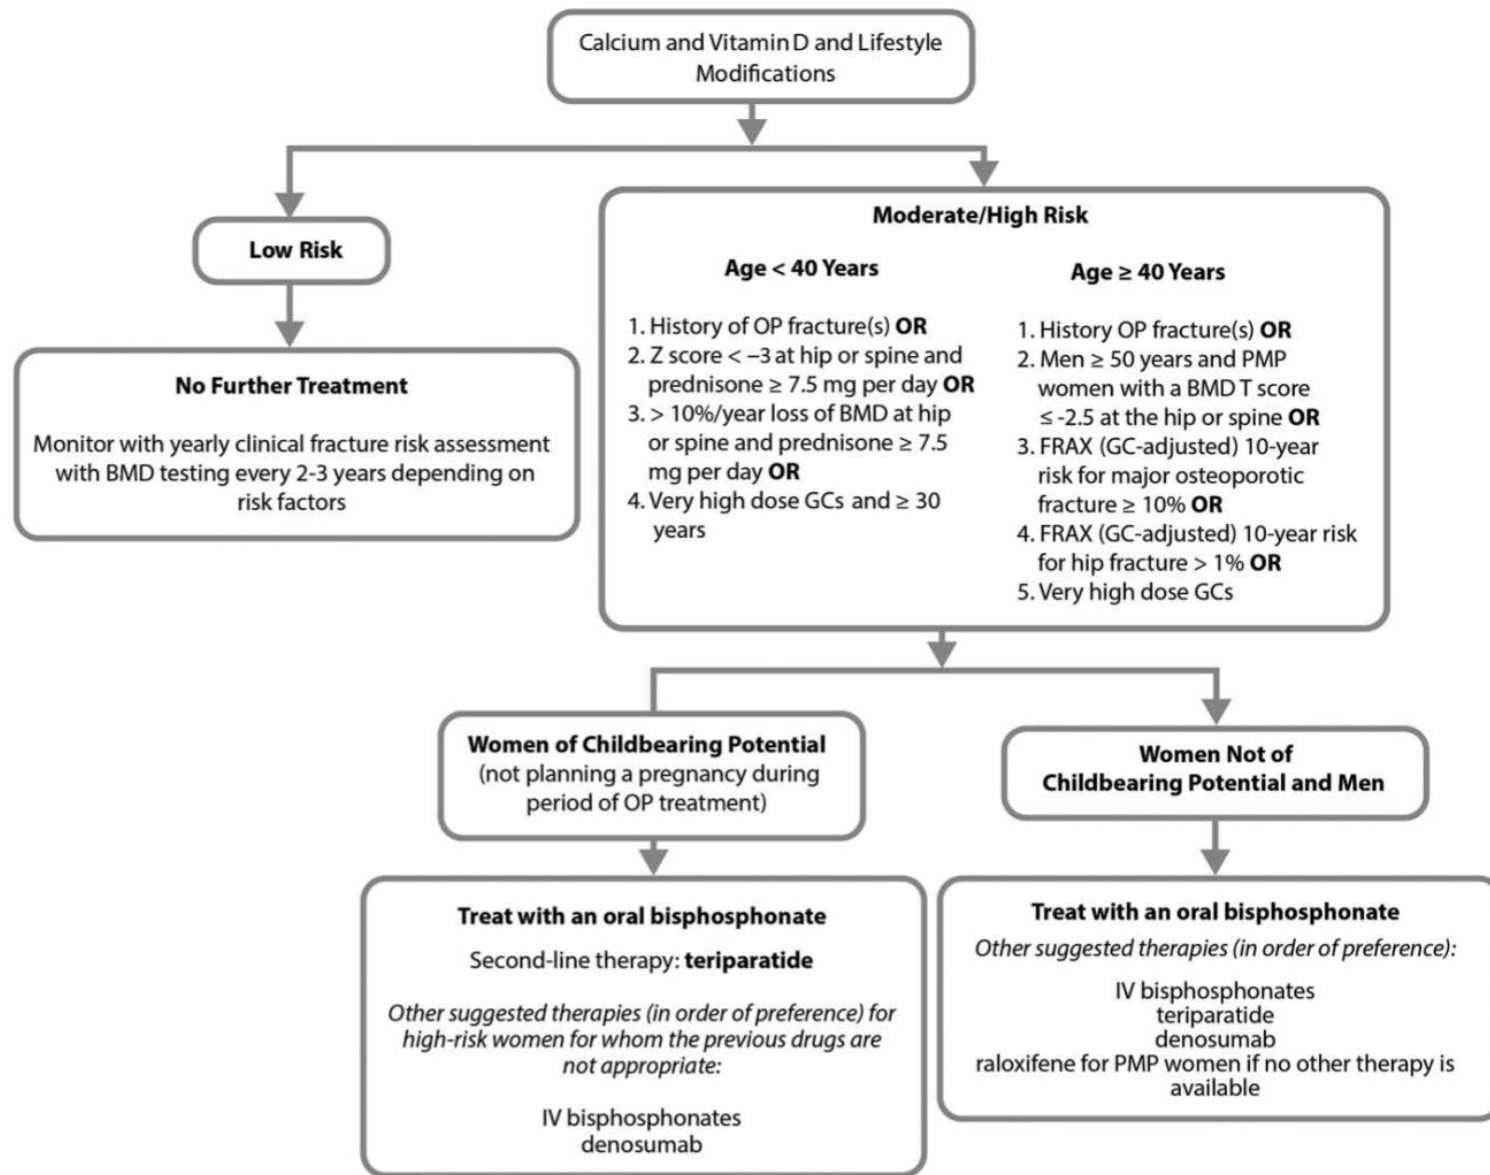 Calcium and Vitamin D and Lifestyle
Modifications
Low Risk
No Further Treatment
Monitor with yearly clinical fracture risk assessment
with BMD testing every 2-3 years depending on
risk factors
Moderate/High Risk
Age < 40 Years
1. History of OP fracture(s) OR
2. Z score < –3 at hip or spine and
prednisone ≥ 7.5 mg per day OR
3. > 10%/year loss of BMD at hip
or spine and prednisone ≥ 7.5
mg per day OR
4. Very high dose GCs and ≥ 30
years
Age ≥ 40 Years
1. History OP fracture(s) OR
2. Men ≥ 50 years and PMP
women with a BMD T score
≤ -2.5 at the hip or spine OR
3. FRAX (GC-adjusted) 10-year
risk for major osteoporotic
fracture ≥ 10% OR
4. FRAX (GC-adjusted) 10-year risk
for hip fracture > 1% OR
5. Very high dose GCs
Women of Childbearing Potential
(not planning a pregnancy during
period of OP treatment)
Treat with an oral bisphosphonate
Second-line therapy: teriparatide
Other suggested therapies (in order of preference) for
high-risk women for whom the previous drugs are
not appropriate:
IV bisphosphonates
denosumab
Women Not of
Childbearing Potential and Men
Treat with an oral bisphosphonate
Other suggested therapies (in order of preference):
IV bisphosphonates
teriparatide
denosumab
raloxifene for PMP women if no other therapy is
available